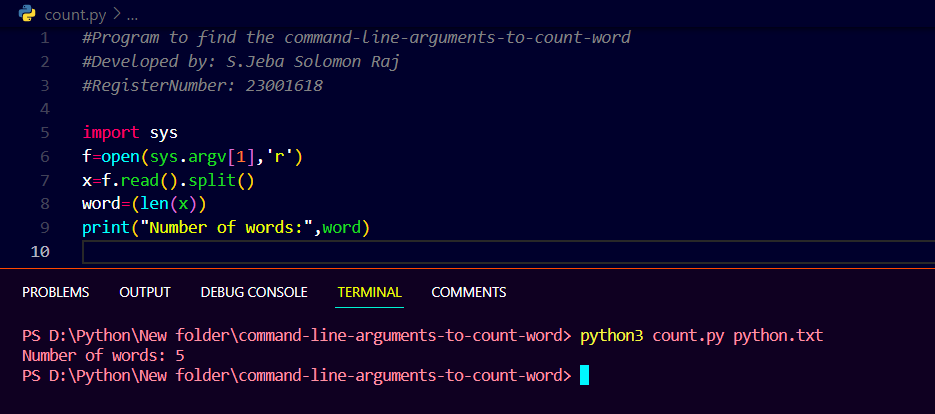 count.py > ...
1 #Program to find the command-line-arguments-to-count-word
2 #Developed by: S.Jeba Solomon Raj
3 #RegisterNumber: 23001618
4
5 import sys
6 f=open(sys.argv[1],'r')
7 x=f.read().split()
8 word=(len(x))
9 print("Number of words:",word)
10
PROBLEMS OUTPUT DEBUG CONSOLE TERMINAL COMMENTS
PS D:\Python\New folder\command-line-arguments-to-count-word> python3 count.py python.txt
Number of words: 5
PS D:\Python\New folder\command-line-arguments-to-count-word>